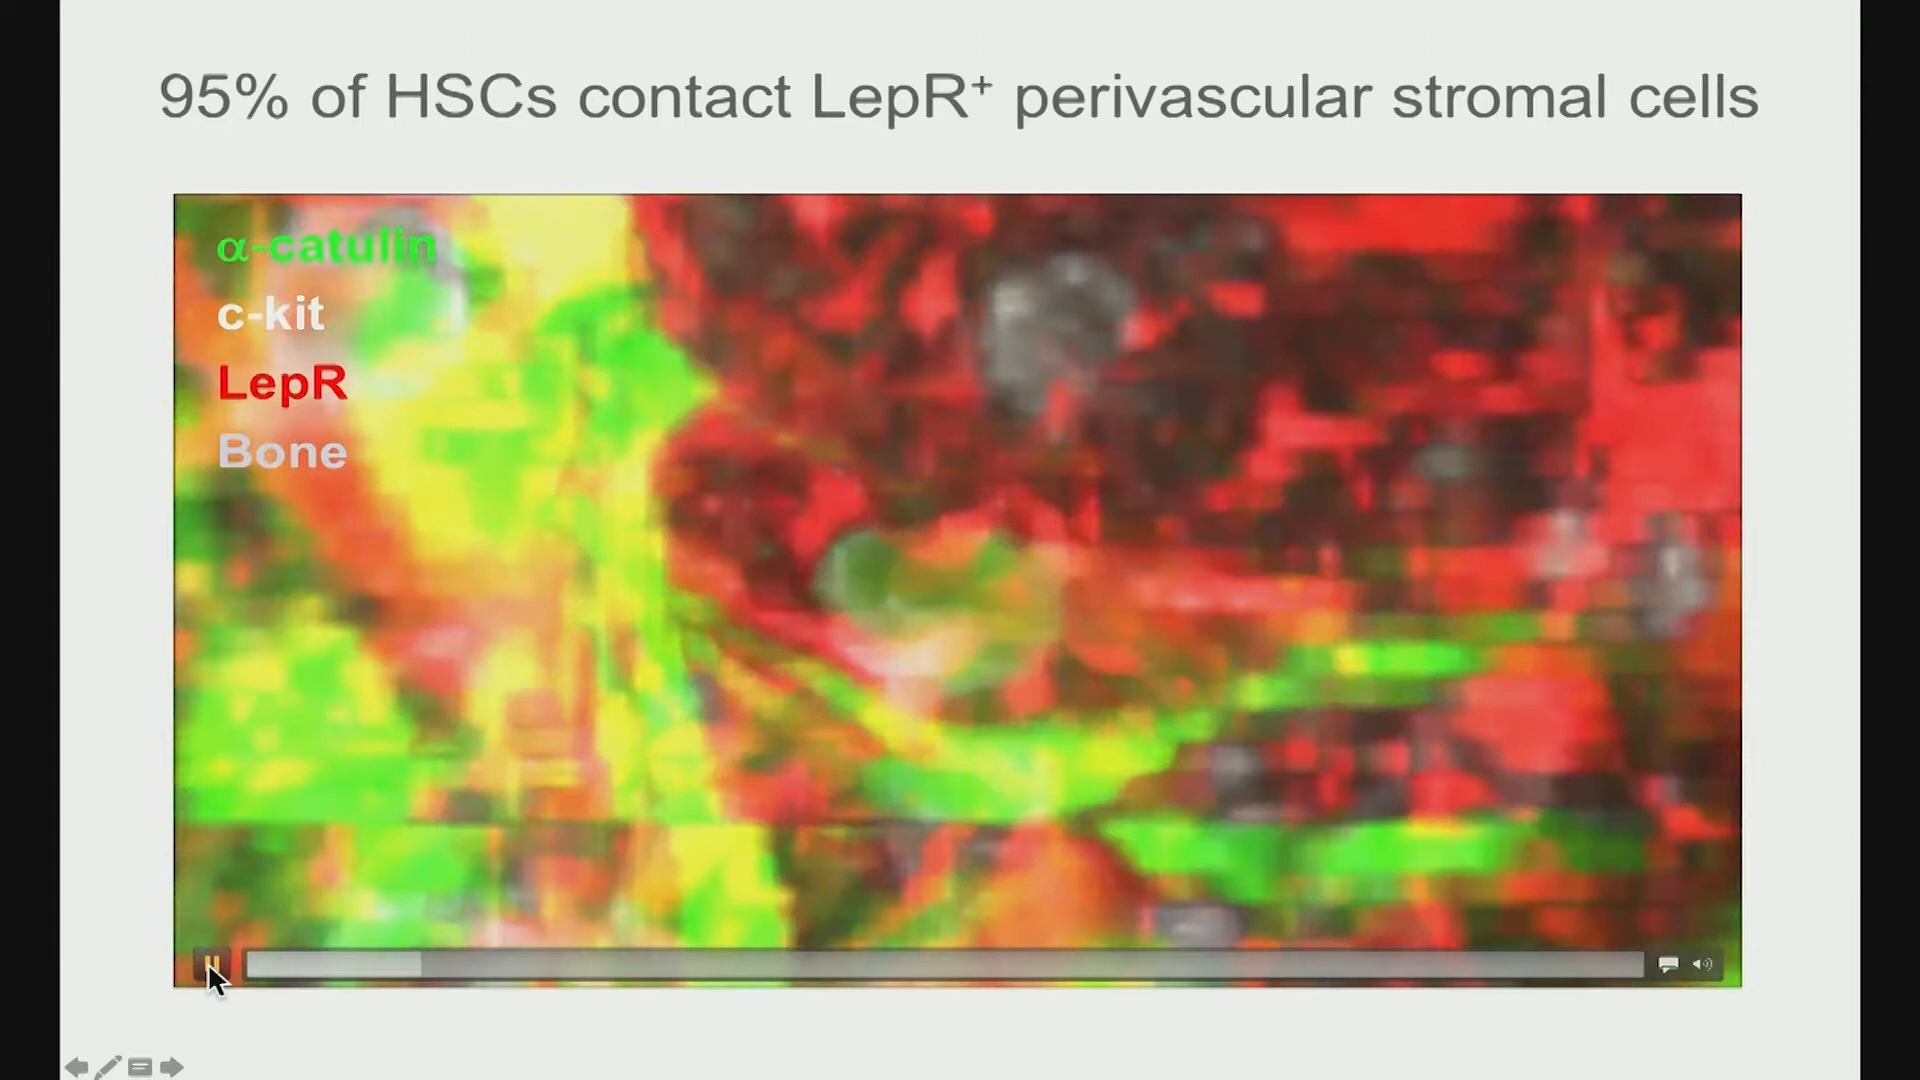 95% of HSCs contact LepR⁺ perivascular stromal cells
α-catulin
c-kit
LepR
Bone